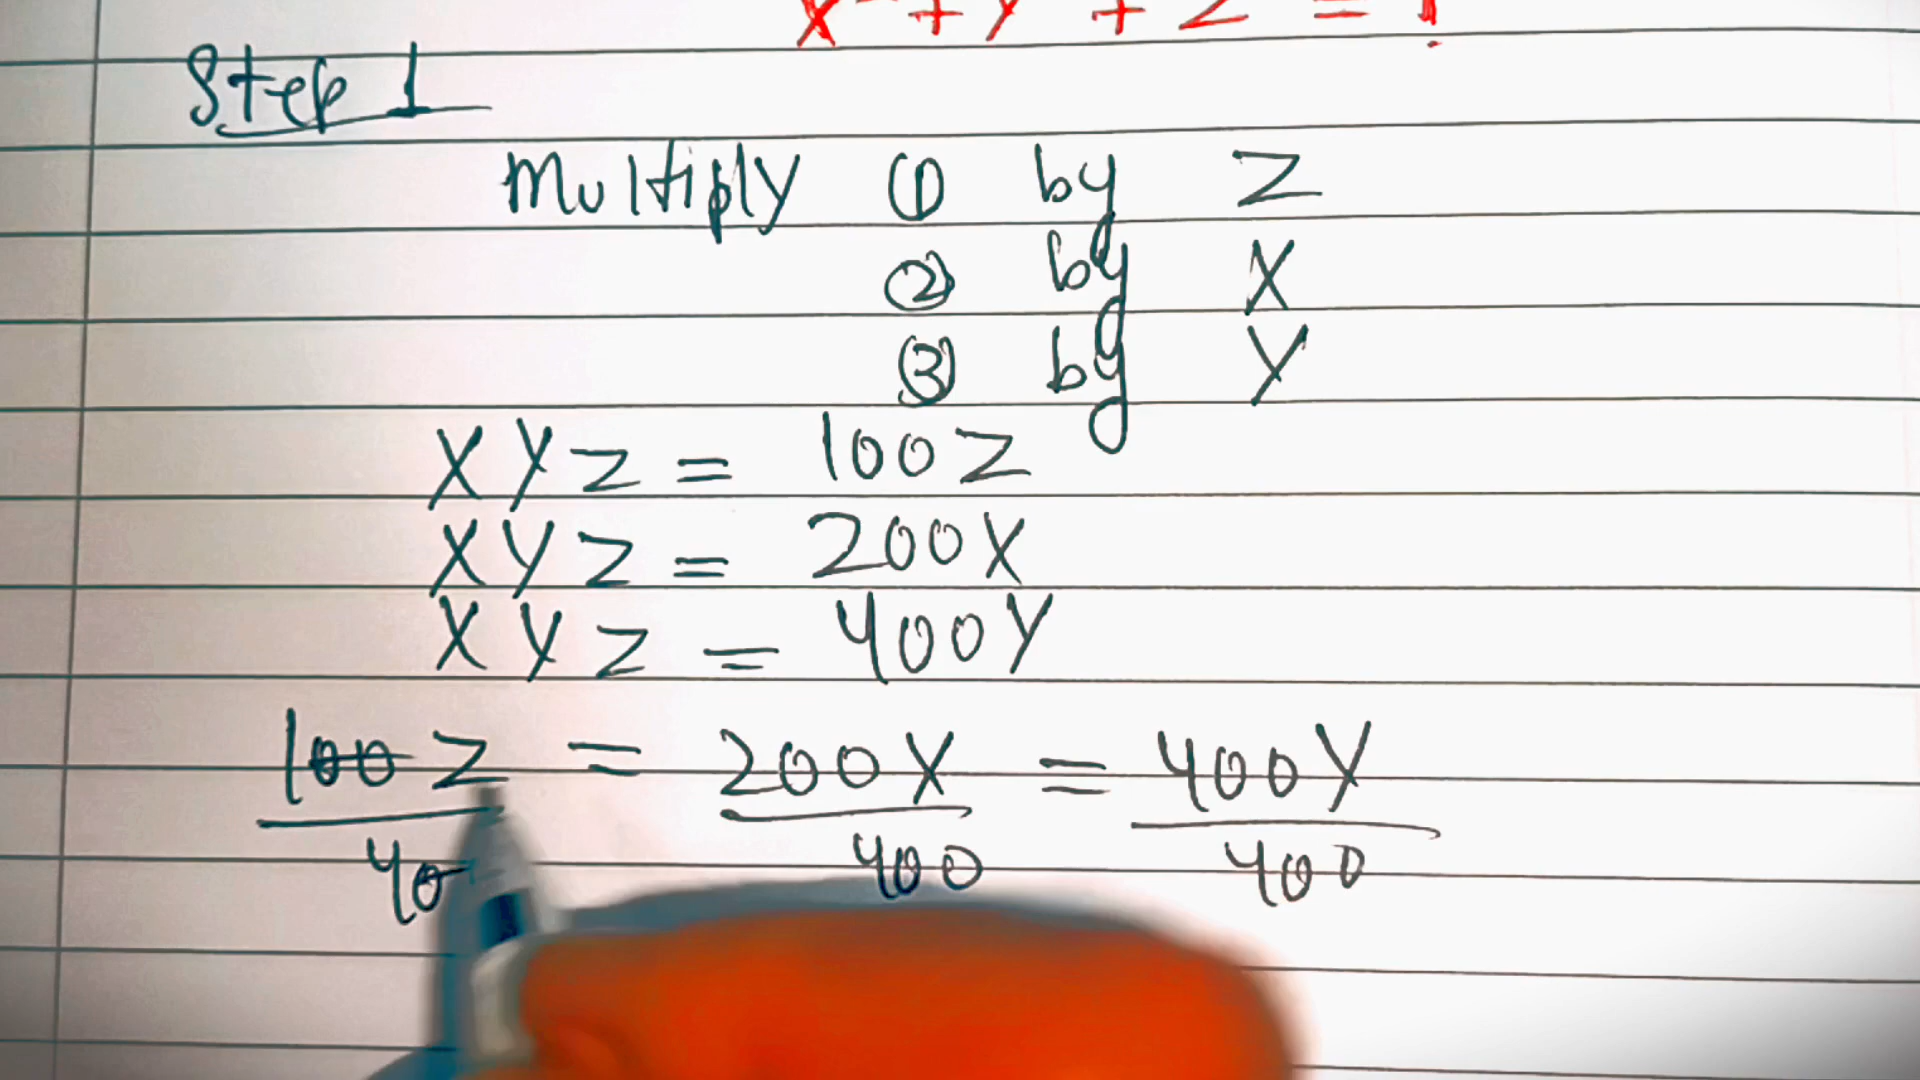 X + Y + Z = ?
Step 1
Multiply ① by Z
② by X
③ by Y
XYZ = 100Z
XYZ = 200X
XYZ = 400Y
100Z = 200X = 400Y
40 400 400